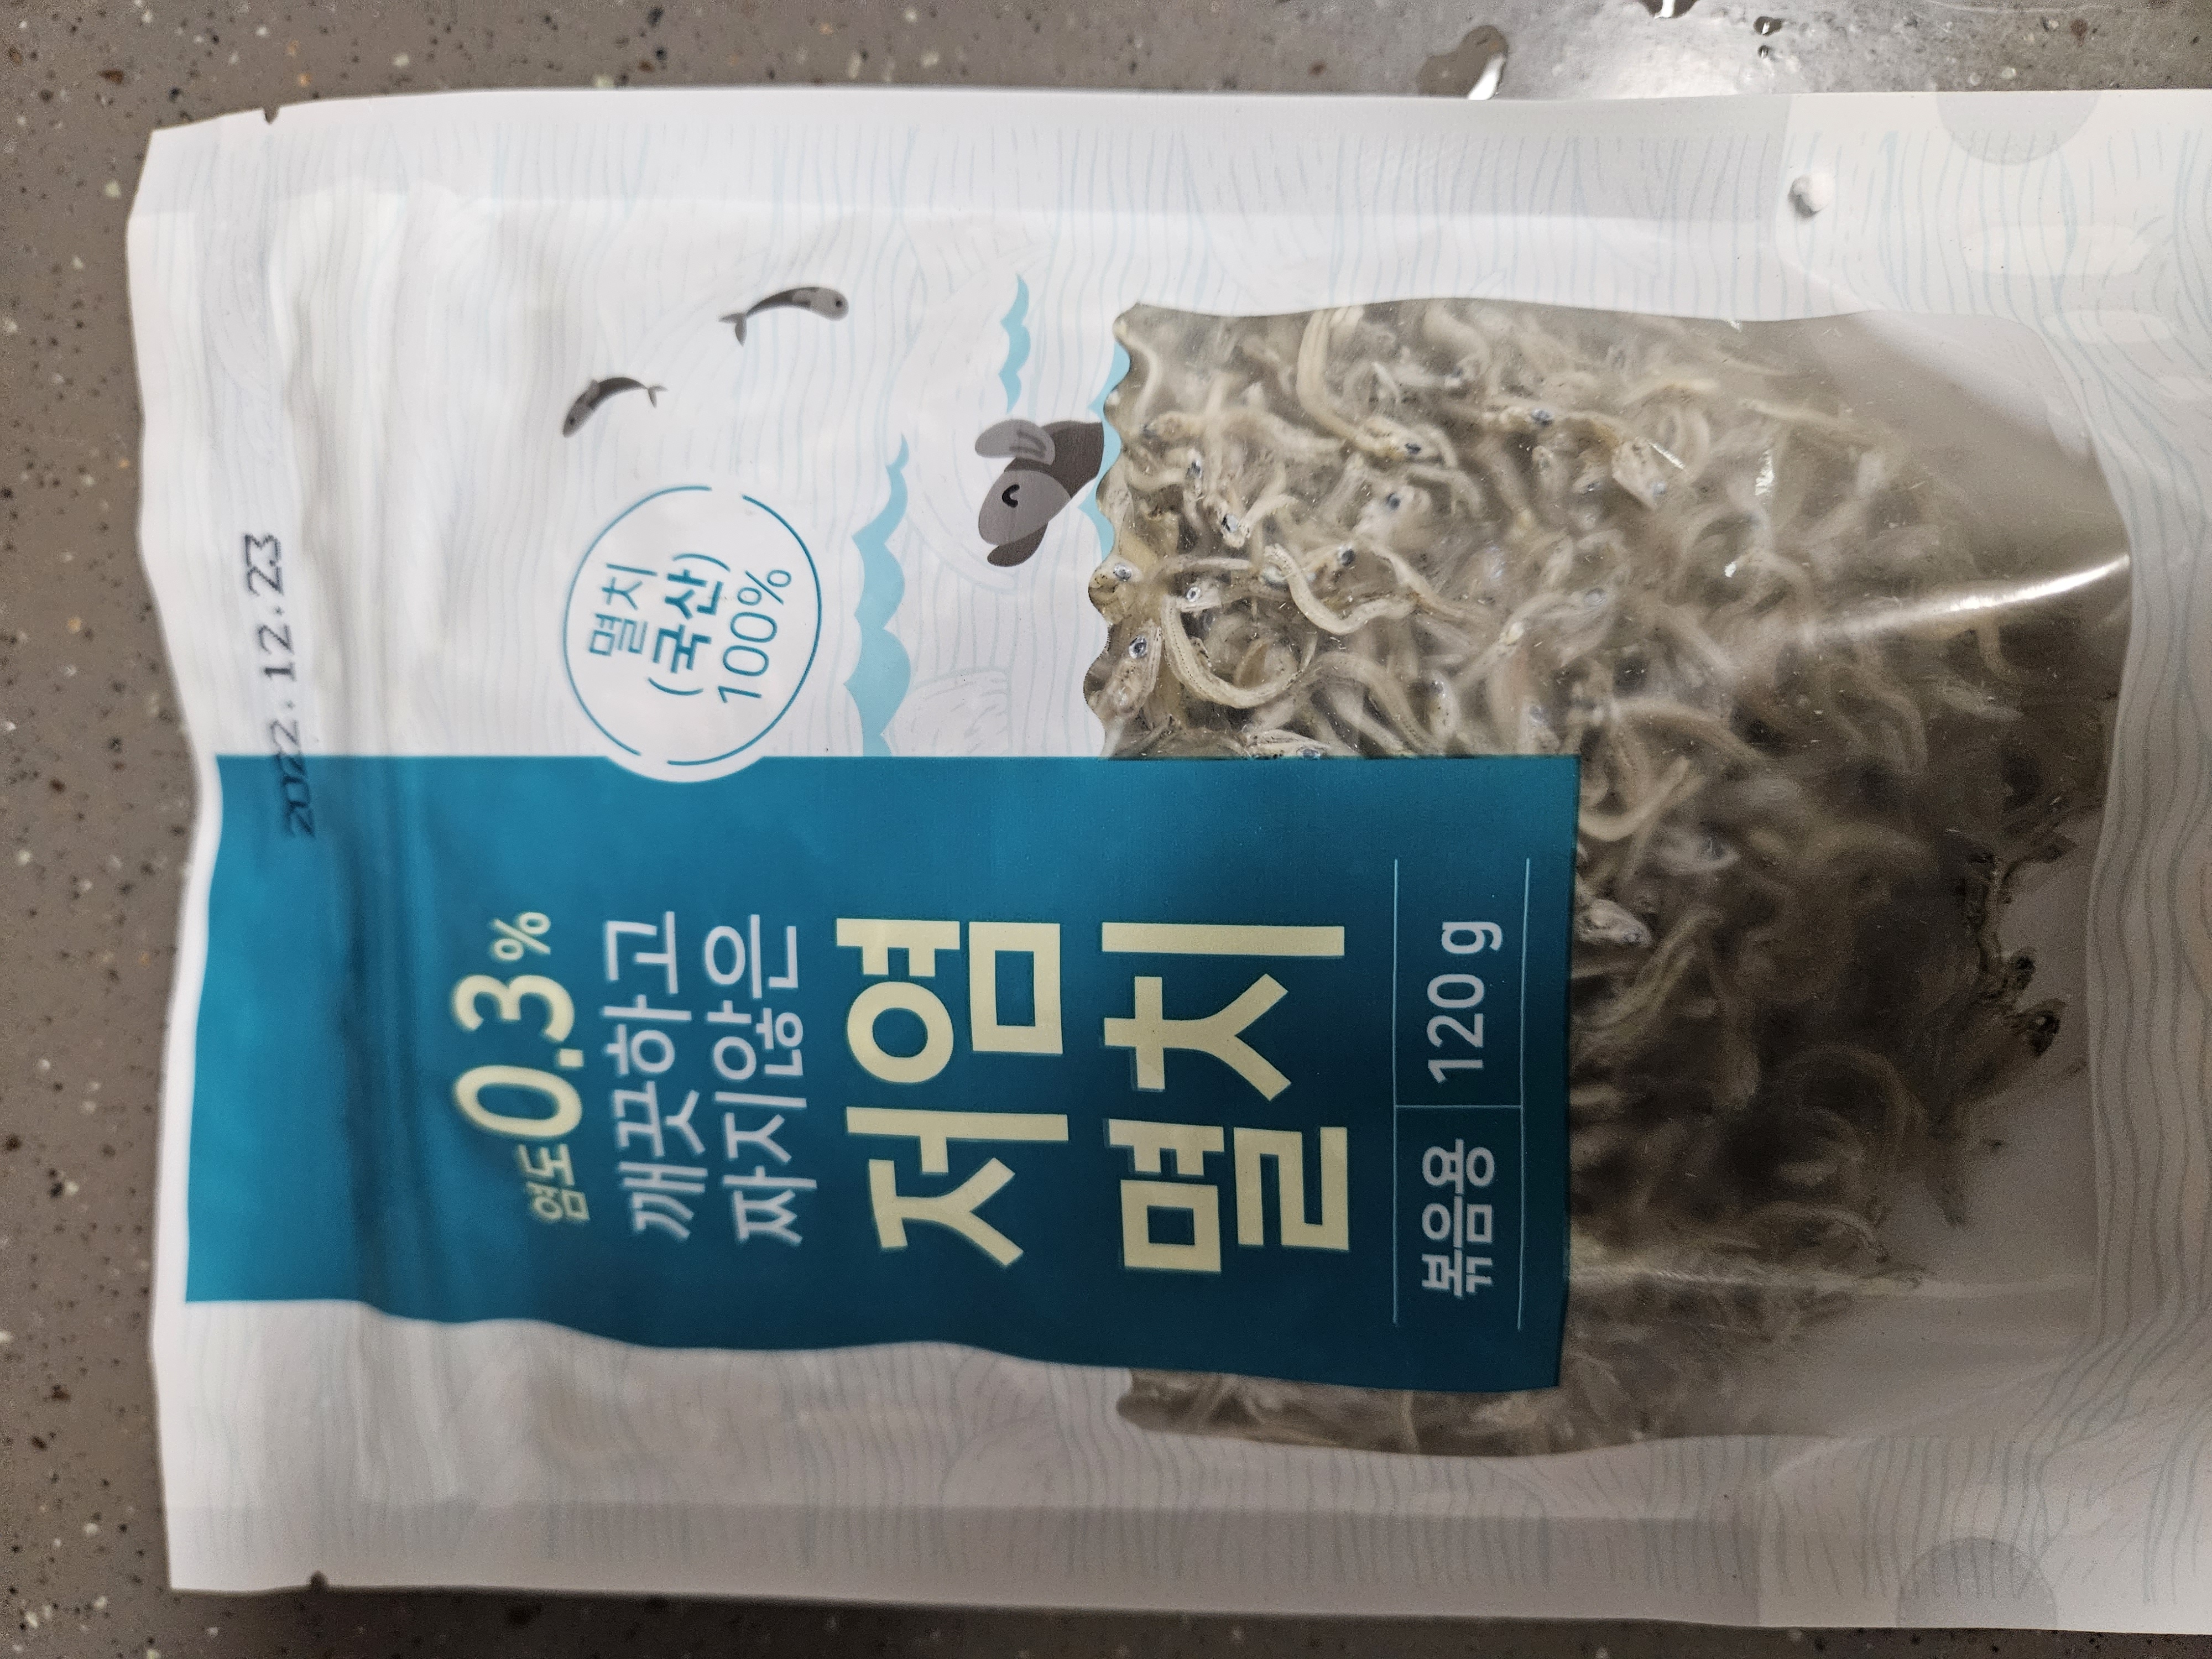 2022.12.23
염도0.3%
깨끗하고
짜지않은
저염
멸치
볶음용 120g
멸치
(국산)
100%